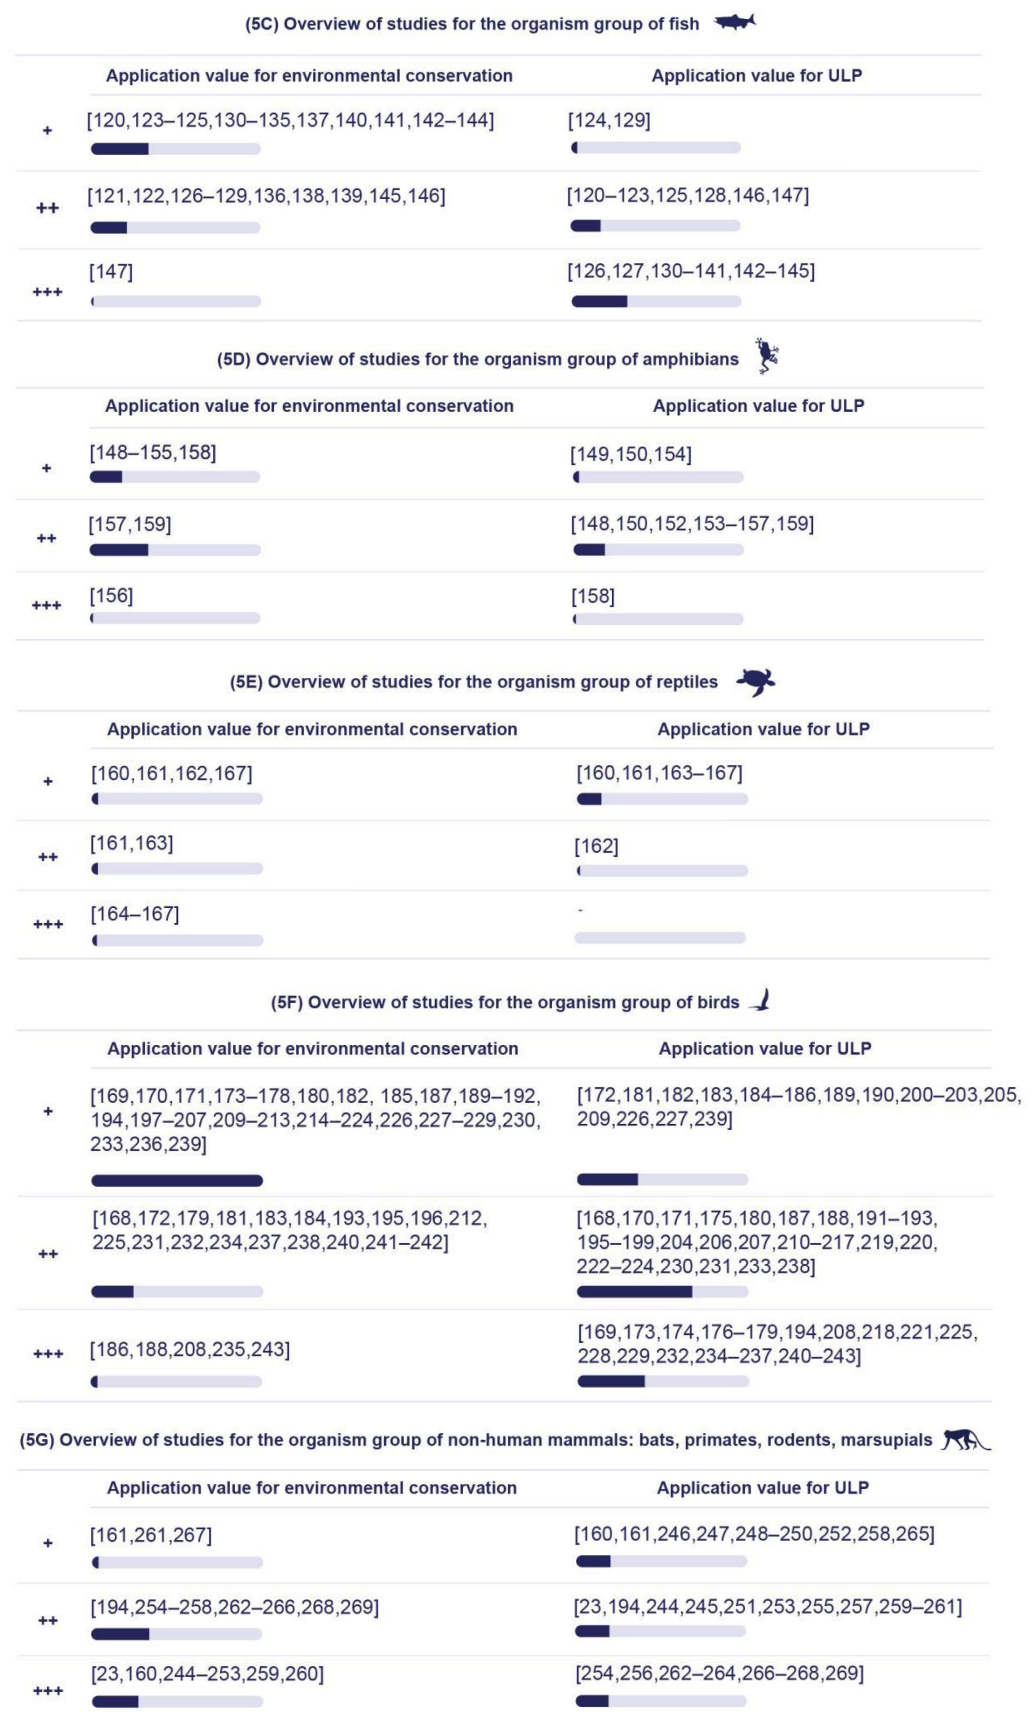 (5C) Overview of studies for the organism group of fish
Application value for environmental conservation Application value for ULP
+ [120,123–125,130–135,137,140,141,142–144] [124,129]
++ [121,122,126–129,136,138,139,145,146] [120–123,125,128,146,147]
+++ [147] [126,127,130–141,142–145]
(5D) Overview of studies for the organism group of amphibians
Application value for environmental conservation Application value for ULP
+ [148–155,158] [149,150,154]
++ [157,159] [148,150,152,153–157,159]
+++ [156] [158]
(5E) Overview of studies for the organism group of reptiles
Application value for environmental conservation Application value for ULP
+ [160,161,162,167] [160,161,163–167]
++ [161,163] [162]
+++ [164–167] -
(5F) Overview of studies for the organism group of birds
Application value for environmental conservation Application value for ULP
+ [169,170,171,173–178,180,182, 185,187,189–192, [172,181,182,183,184–186,189,190,200–203,205,
194,197–207,209–213,214–224,226,227–229,230, 209,226,227,239]
233,236,239]
++ [168,172,179,181,183,184,193,195,196,212, [168,170,171,175,180,187,188,191–193,
225,231,232,234,237,238,240,241–242] 195–199,204,206,207,210–217,219,220,
222–224,230,231,233,238]
+++ [186,188,208,235,243] [169,173,174,176–179,194,208,218,221,225,
228,229,232,234–237,240–243]
(5G) Overview of studies for the organism group of non-human mammals: bats, primates, rodents, marsupials
Application value for environmental conservation Application value for ULP
+ [161,261,267] [160,161,246,247,248–250,252,258,265]
++ [194,254–258,262–266,268,269] [23,194,244,245,251,253,255,257,259–261]
+++ [23,160,244–253,259,260] [254,256,262–264,266–268,269]